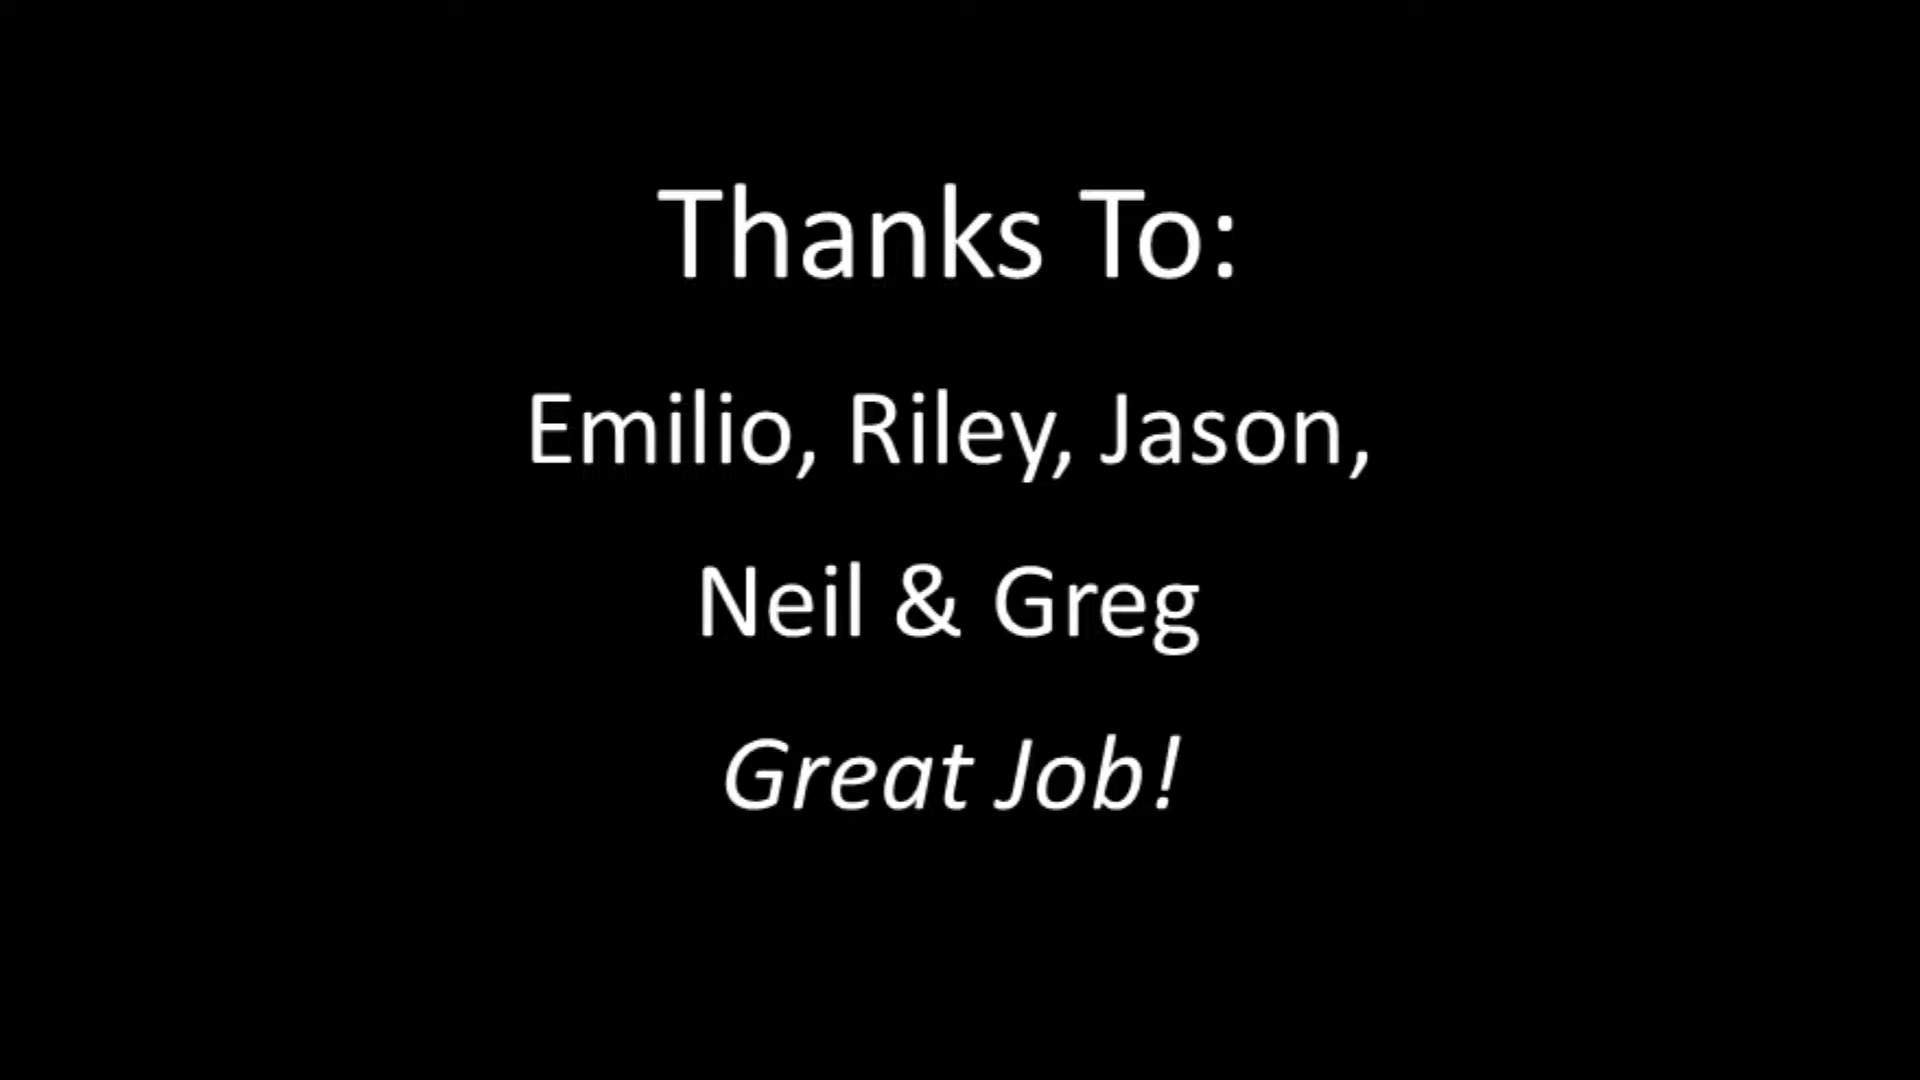 Thanks To:
Emilio, Riley, Jason,
Neil & Greg
Great Job!